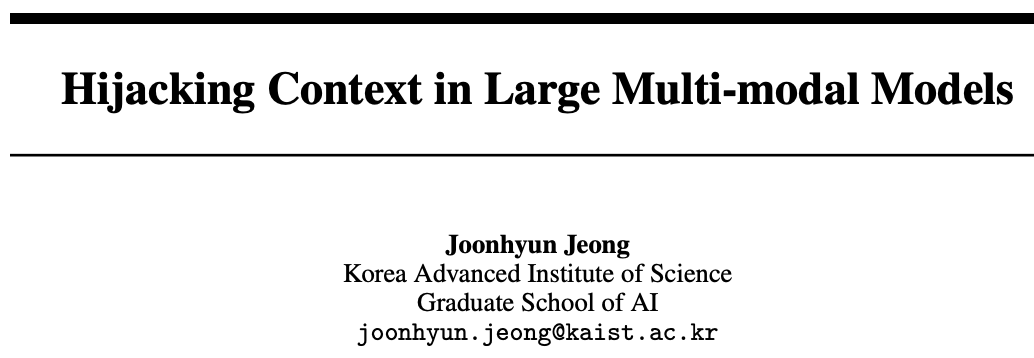 Hijacking Context in Large Multi-modal Models
Joonhyun Jeong
Korea Advanced Institute of Science
Graduate School of AI
joonhyun.jeong@kaist.ac.kr